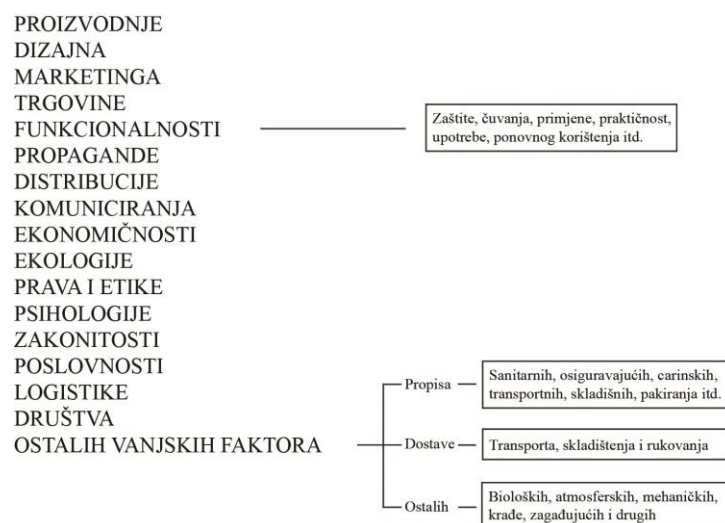 PROIZVODNJE
DIZAJNA
MARKETINGA
TRGOVINE
FUNKCIONALNOSTI
Zaštite, čuvanja, primjene, praktičnost,
upotrebe, ponovnog korištenja itd.
PROPAGANDE
DISTRIBUCIJE
KOMUNICIRANJA
EKONOMIČNOSTI
EKOLOGIJE
PRAVA I ETIKE
PSIHOLOGIJE
ZAKONITOSTI
POSLOVNOSTI
LOGISTIKE
DRUŠTVA
OSTALIH VANJSKIH FAKTORA
Propisa
Sanitarnih, osiguravajućih, carinskih,
transportnih, skladišnih, pakiranja itd.
Dostave
Transporta, skladištenja i rukovanja
Ostalih
Bioloških, atmosferskih, mehaničkih,
krađe, zagađujućih i drugih